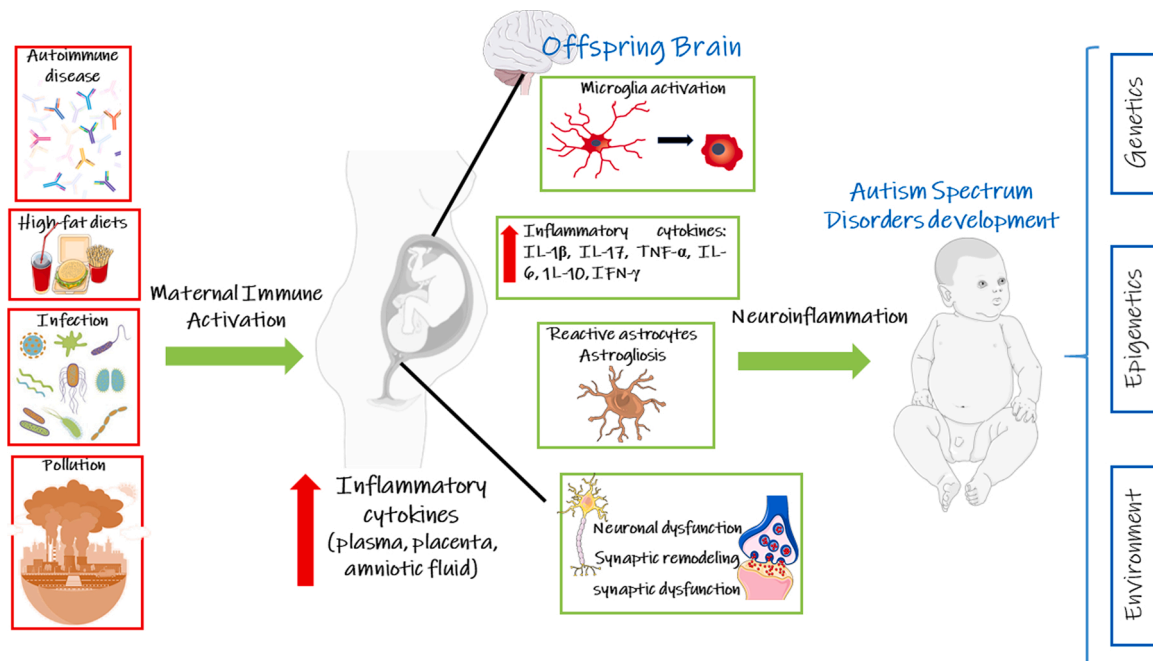 Autoimmune
disease
High-fat diets
Infection
Pollution
Maternal Immune
Activation
Inflammatory
cytokines
(plasma, placenta,
amniotic fluid)
Offspring Brain
Microglia activation
Inflammatory cytokines:
IL-1β, IL-17, TNF-α, IL-
6, 1L-10, IFN-γ
Reactive astrocytes
Astrogliosis
Neuronal dysfunction
Synaptic remodeling
synaptic dysfunction
Neuroinflammation
Autism Spectrum
Disorders development
Genetics
Epigenetics
Environment